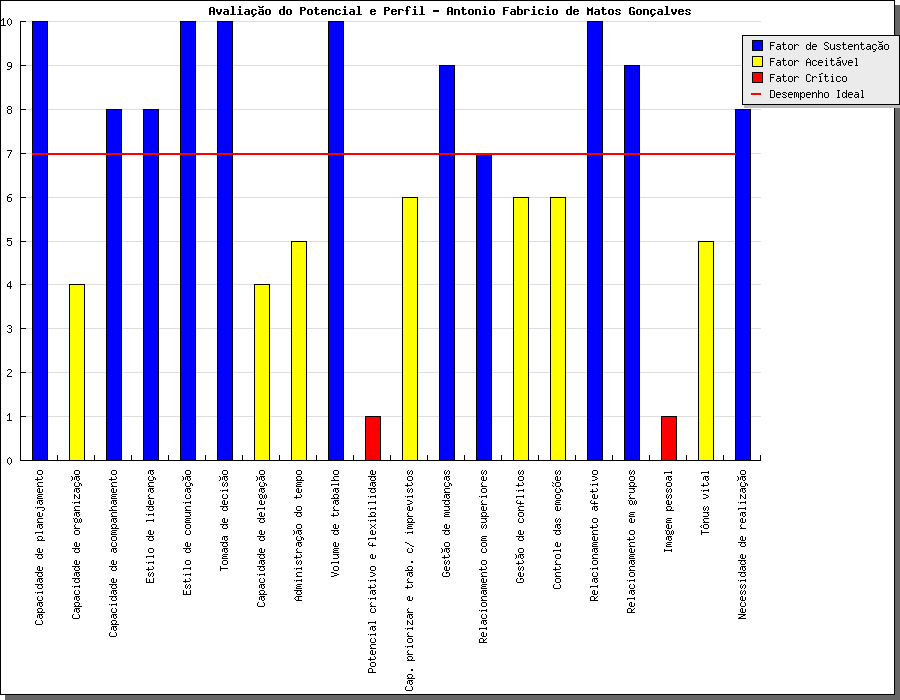 Avaliação do Potencial e Perfil - Antonio Fabricio de Matos Gonçalves
10
9
8
7
6
5
4
3
2
1
0
Fator de Sustentação
Fator Aceitável
Fator Crítico
Desempenho Ideal
Capacidade de planejamento
Capacidade de organização
Capacidade de acompanhamento
Estilo de liderança
Estilo de comunicação
Tomada de decisão
Capacidade de delegação
Administração do tempo
Volume de trabalho
Potencial criativo e flexibilidade
Cap. priorizar e trab. c/ imprevistos
Gestão de mudanças
Relacionamento com superiores
Gestão de conflitos
Controle das emoções
Relacionamento afetivo
Relacionamento em grupos
Imagem pessoal
Tônus vital
Necessidade de realização